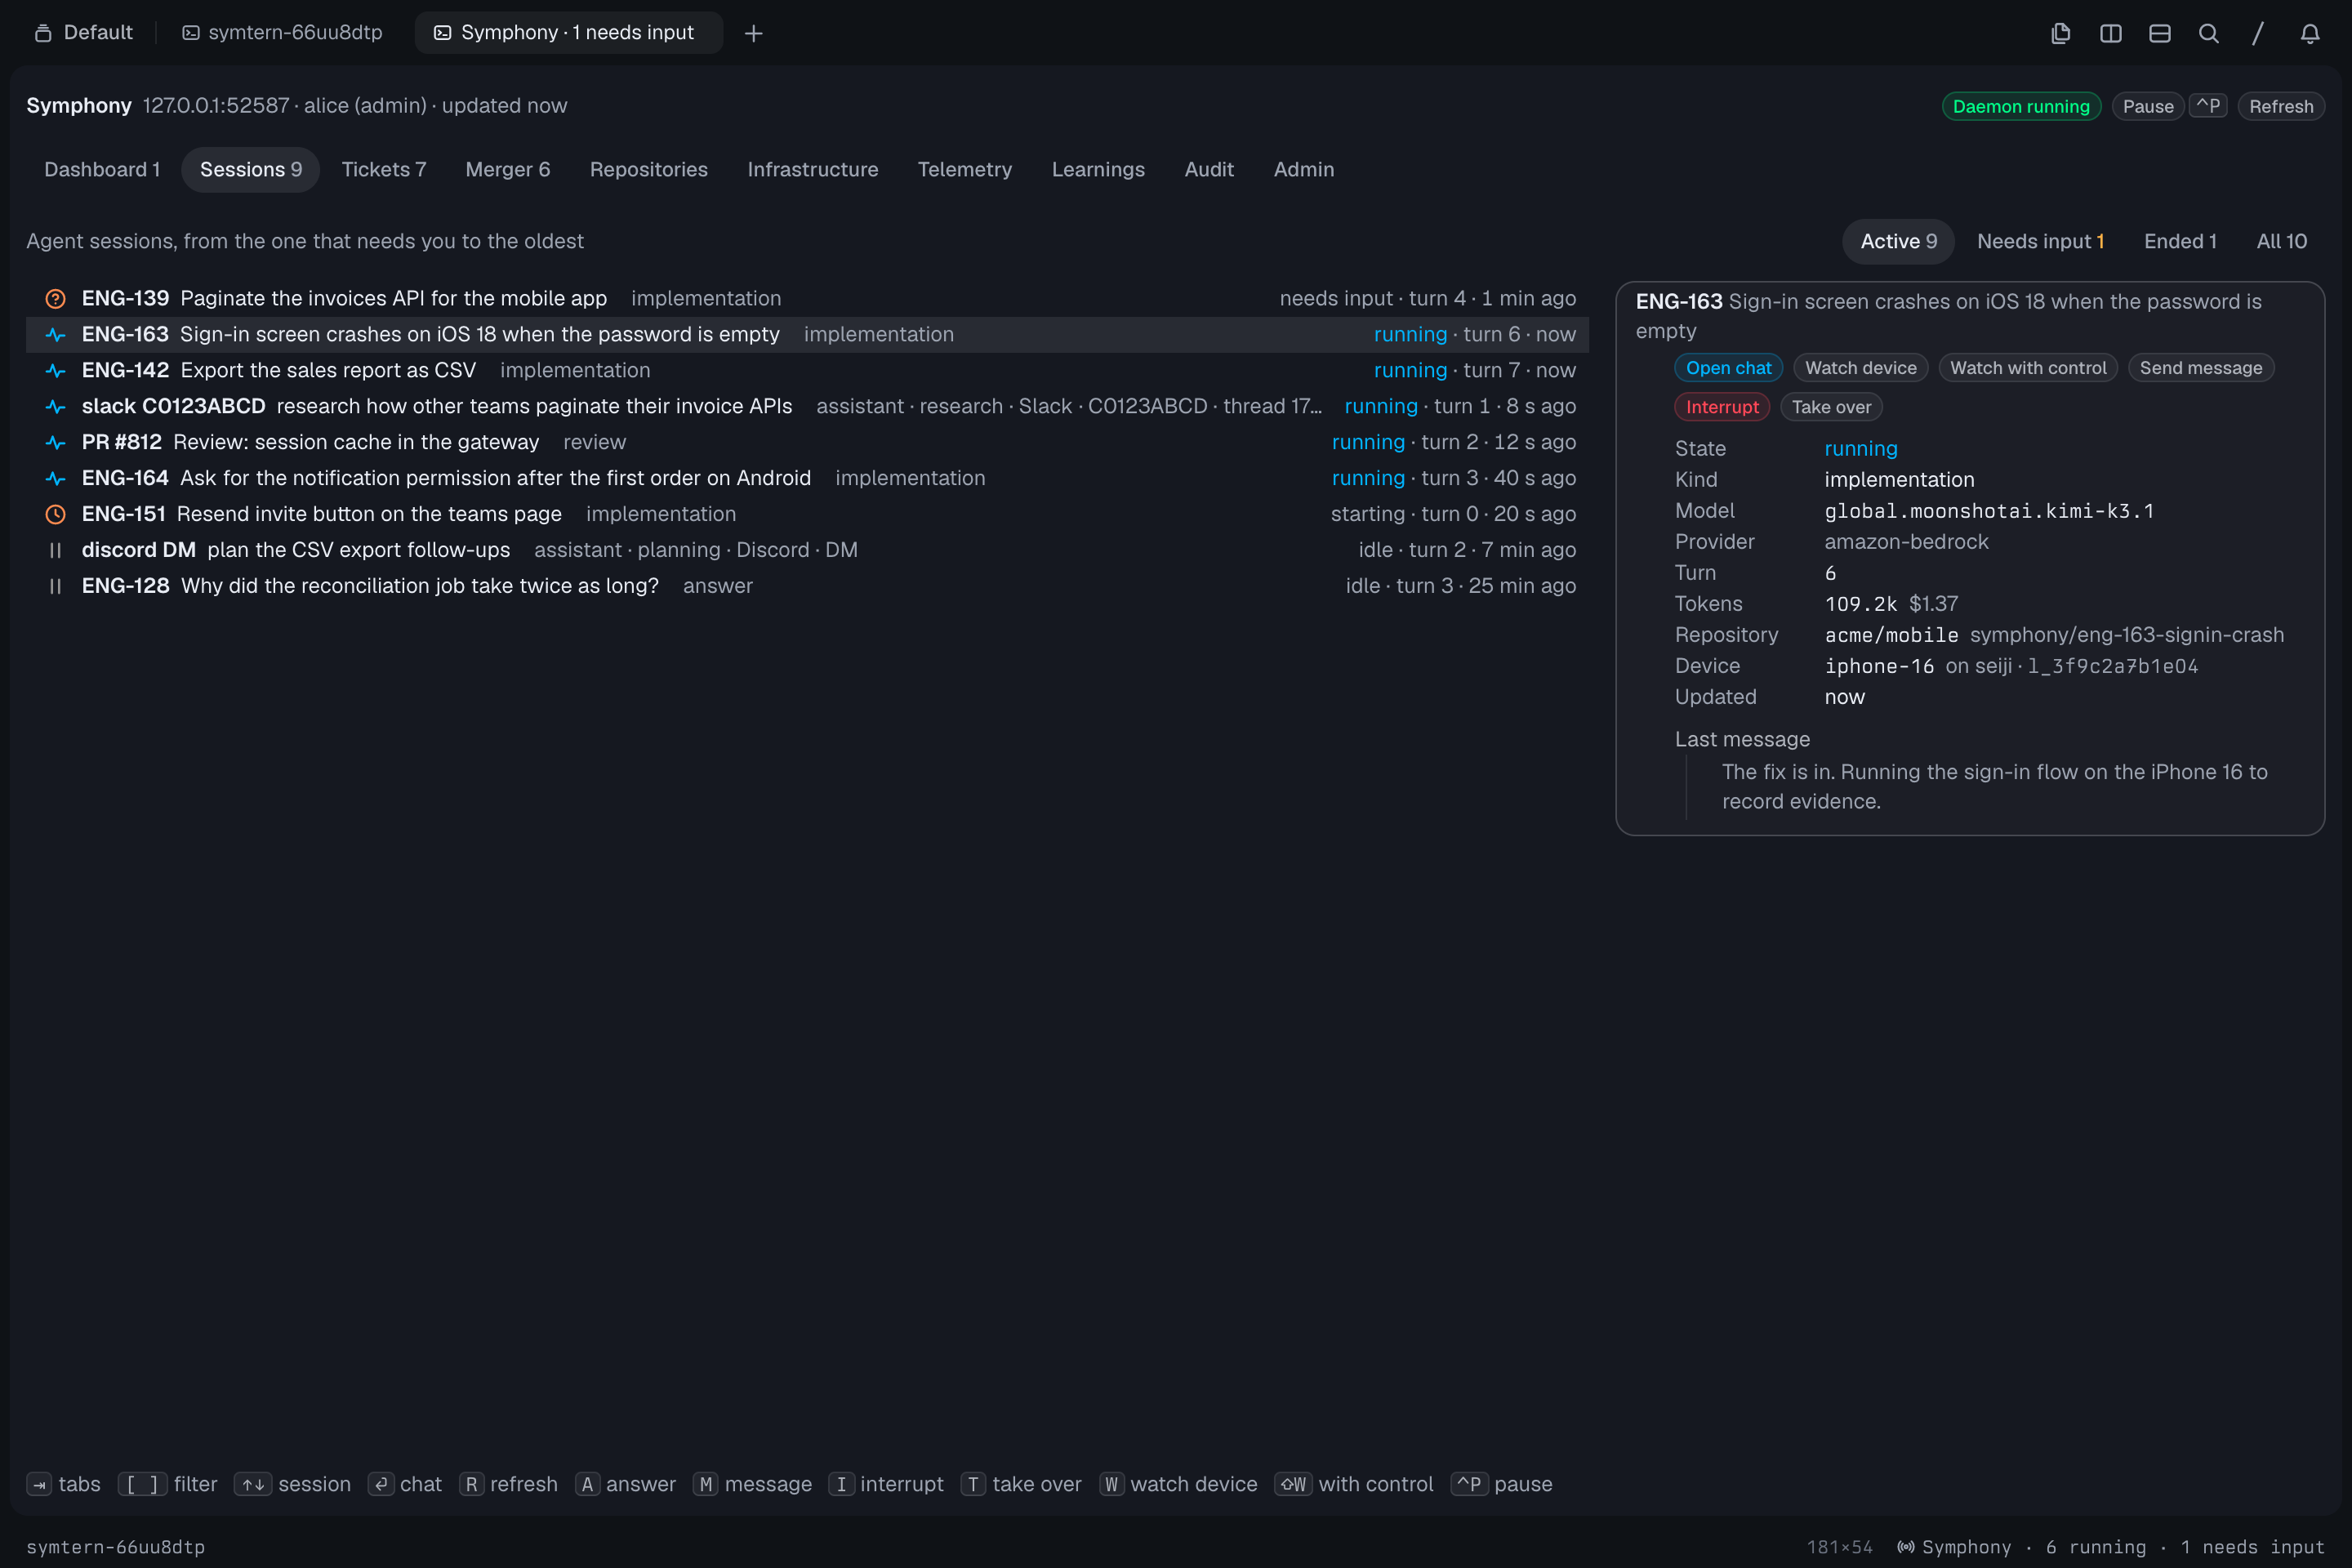 Default symtern-66uu8dtp Symphony · 1 needs input
Symphony 127.0.0.1:52587 · alice (admin) · updated now Daemon running Pause ^P Refresh
Dashboard 1 Sessions 9 Tickets 7 Merger 6 Repositories Infrastructure Telemetry Learnings Audit Admin
Agent sessions, from the one that needs you to the oldest Active 9 Needs input 1 Ended 1 All 10
ENG-139 Paginate the invoices API for the mobile app implementation needs input · turn 4 · 1 min ago
ENG-163 Sign-in screen crashes on iOS 18 when the password is empty implementation running · turn 6 · now
ENG-142 Export the sales report as CSV implementation running · turn 7 · now
slack C0123ABCD research how other teams paginate their invoice APIs assistant · research · Slack · C0123ABCD · thread 17… running · turn 1 · 8 s ago
PR #812 Review: session cache in the gateway review running · turn 2 · 12 s ago
ENG-164 Ask for the notification permission after the first order on Android implementation running · turn 3 · 40 s ago
ENG-151 Resend invite button on the teams page implementation starting · turn 0 · 20 s ago
discord DM plan the CSV export follow-ups assistant · planning · Discord · DM idle · turn 2 · 7 min ago
ENG-128 Why did the reconciliation job take twice as long? answer idle · turn 3 · 25 min ago
ENG-163 Sign-in screen crashes on iOS 18 when the password is
empty
Open chat Watch device Watch with control Send message
Interrupt Take over
State running
Kind implementation
Model global.moonshotai.kimi-k3.1
Provider amazon-bedrock
Turn 6
Tokens 109.2k $1.37
Repository acme/mobile symphony/eng-163-signin-crash
Device iphone-16 on seiji · l_3f9c2a7b1e04
Updated now
Last message
The fix is in. Running the sign-in flow on the iPhone 16 to
record evidence.
⇥ tabs [ ] filter ↑↓ session ⏎ chat R refresh A answer M message I interrupt T take over W watch device ⇧W with control ^P pause
symtern-66uu8dtp 181×54 Symphony · 6 running · 1 needs input